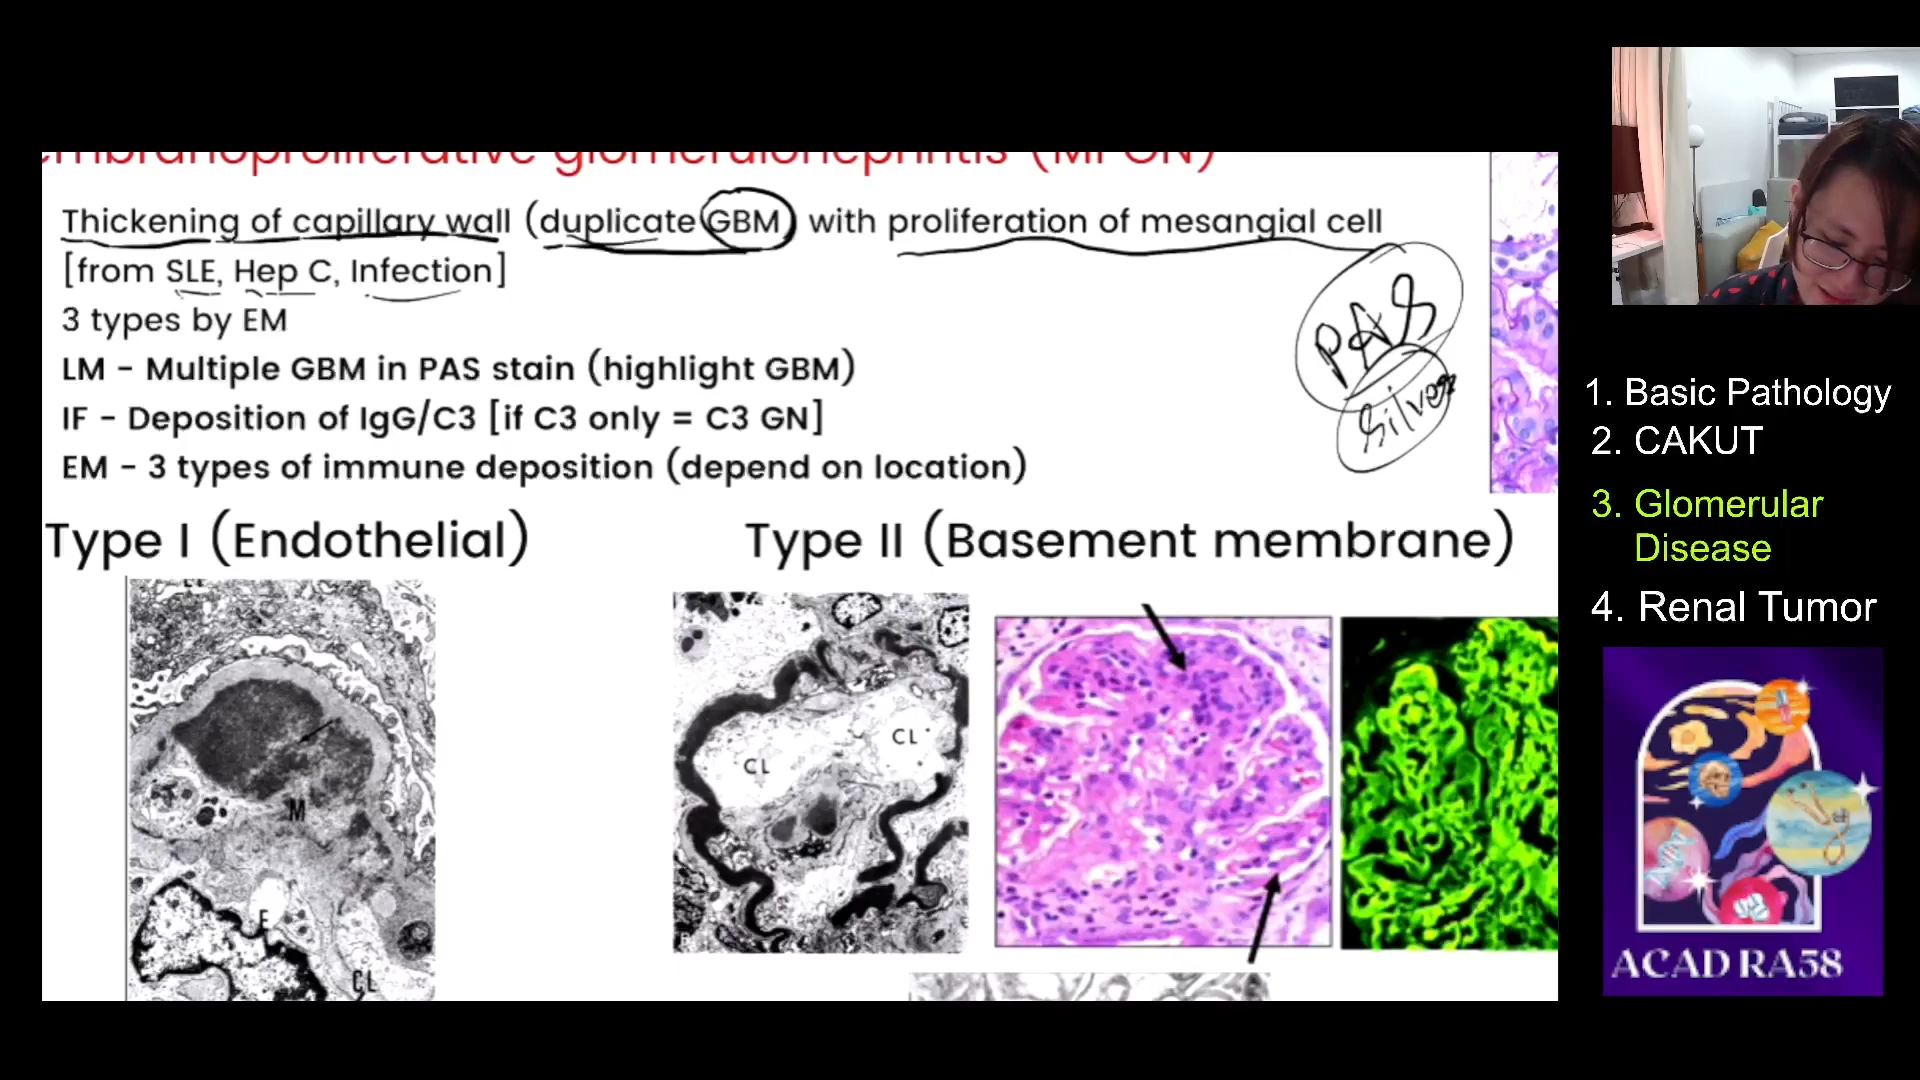 embranoproliferative glomerulonephritis (MPGN)
Thickening of capillary wall (duplicate GBM) with proliferation of mesangial cell
[from SLE, Hep C, Infection]
3 types by EM
LM - Multiple GBM in PAS stain (highlight GBM)
IF - Deposition of IgG/C3 [if C3 only = C3 GN]
EM - 3 types of immune deposition (depend on location)
PAS
Silver
Type I (Endothelial)
Type II (Basement membrane)
M
E
CL
CL
CL
1. Basic Pathology
2. CAKUT
3. Glomerular
Disease
4. Renal Tumor
ACAD RA58